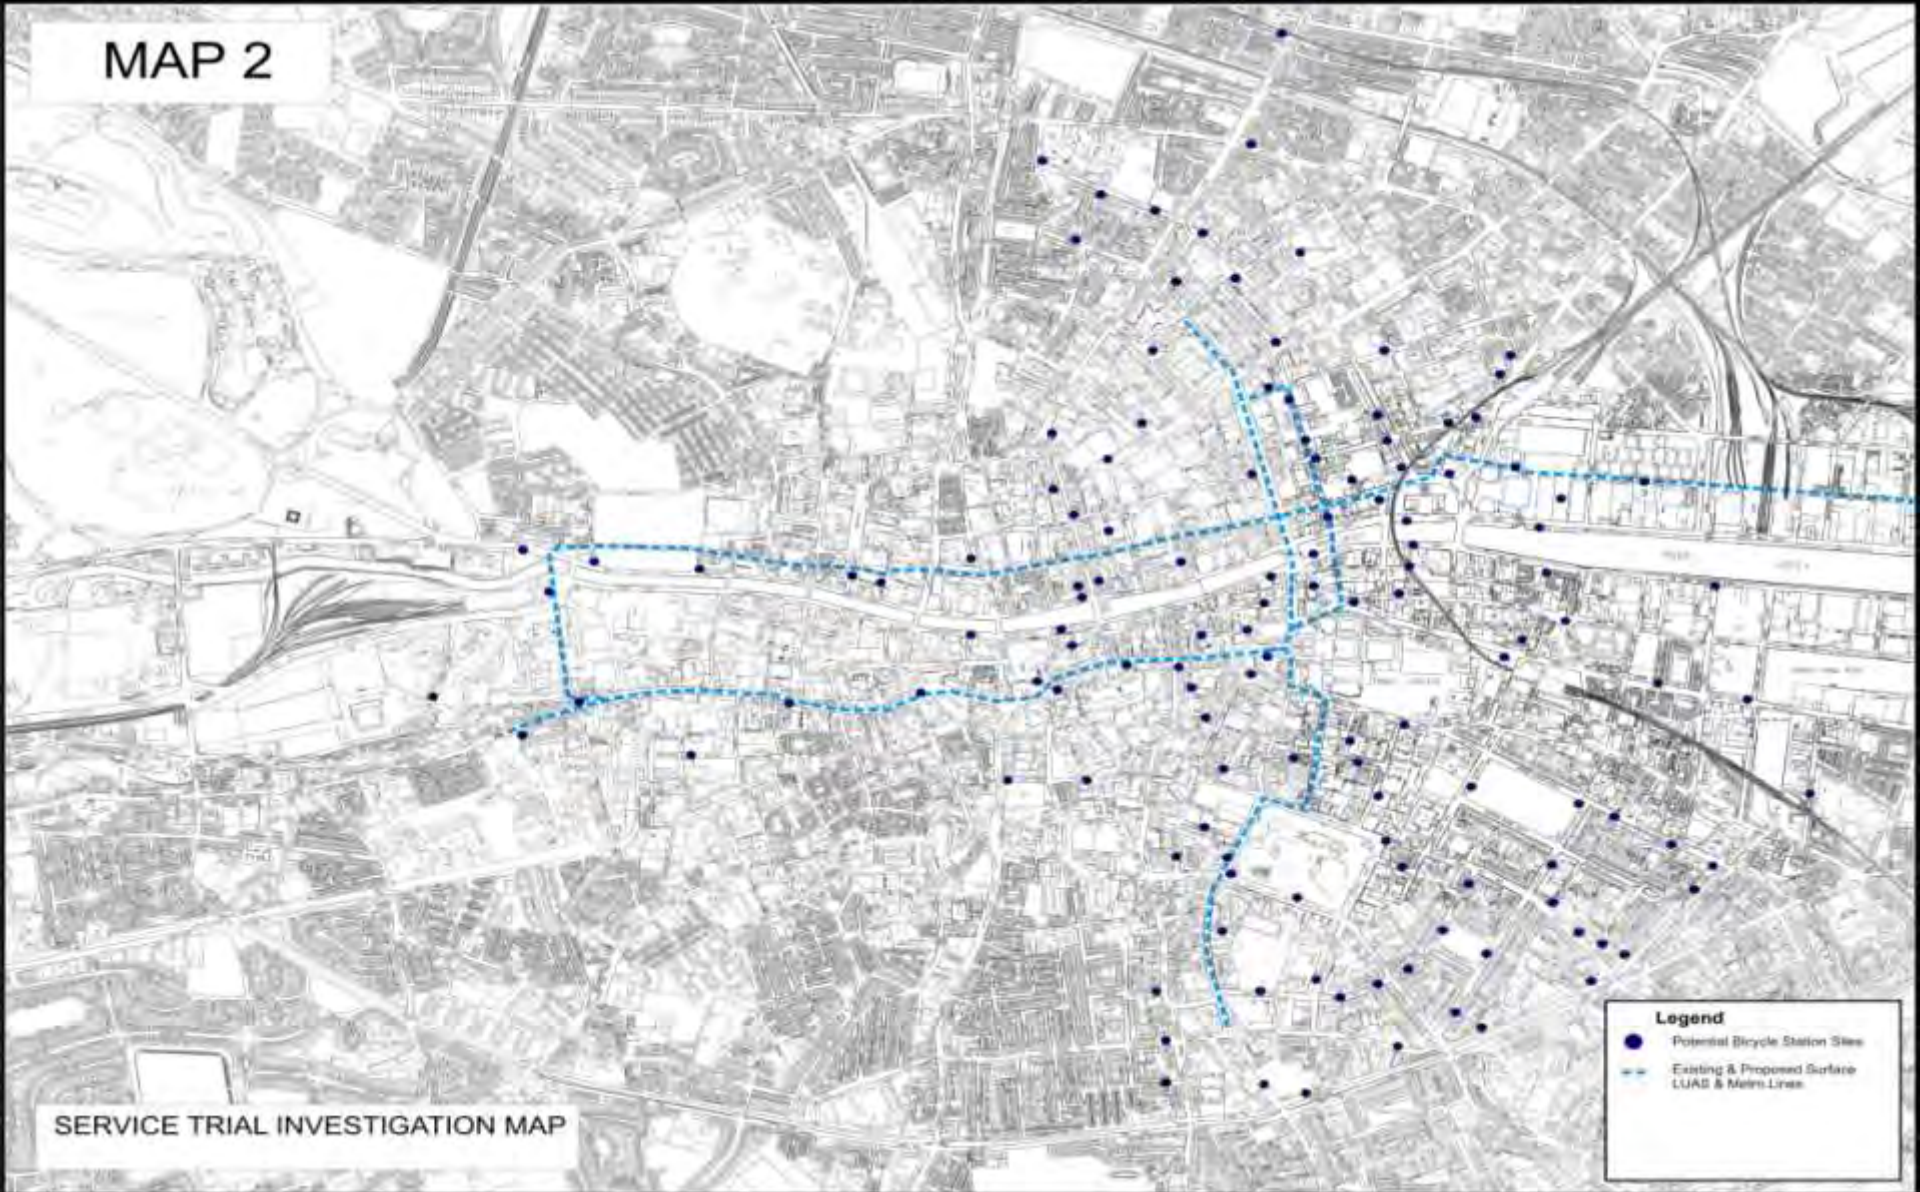 MAP 2
Legend
Potential Bicycle Station Sites
Existing & Proposed Surface
LUAS & Metro Lines
SERVICE TRIAL INVESTIGATION MAP